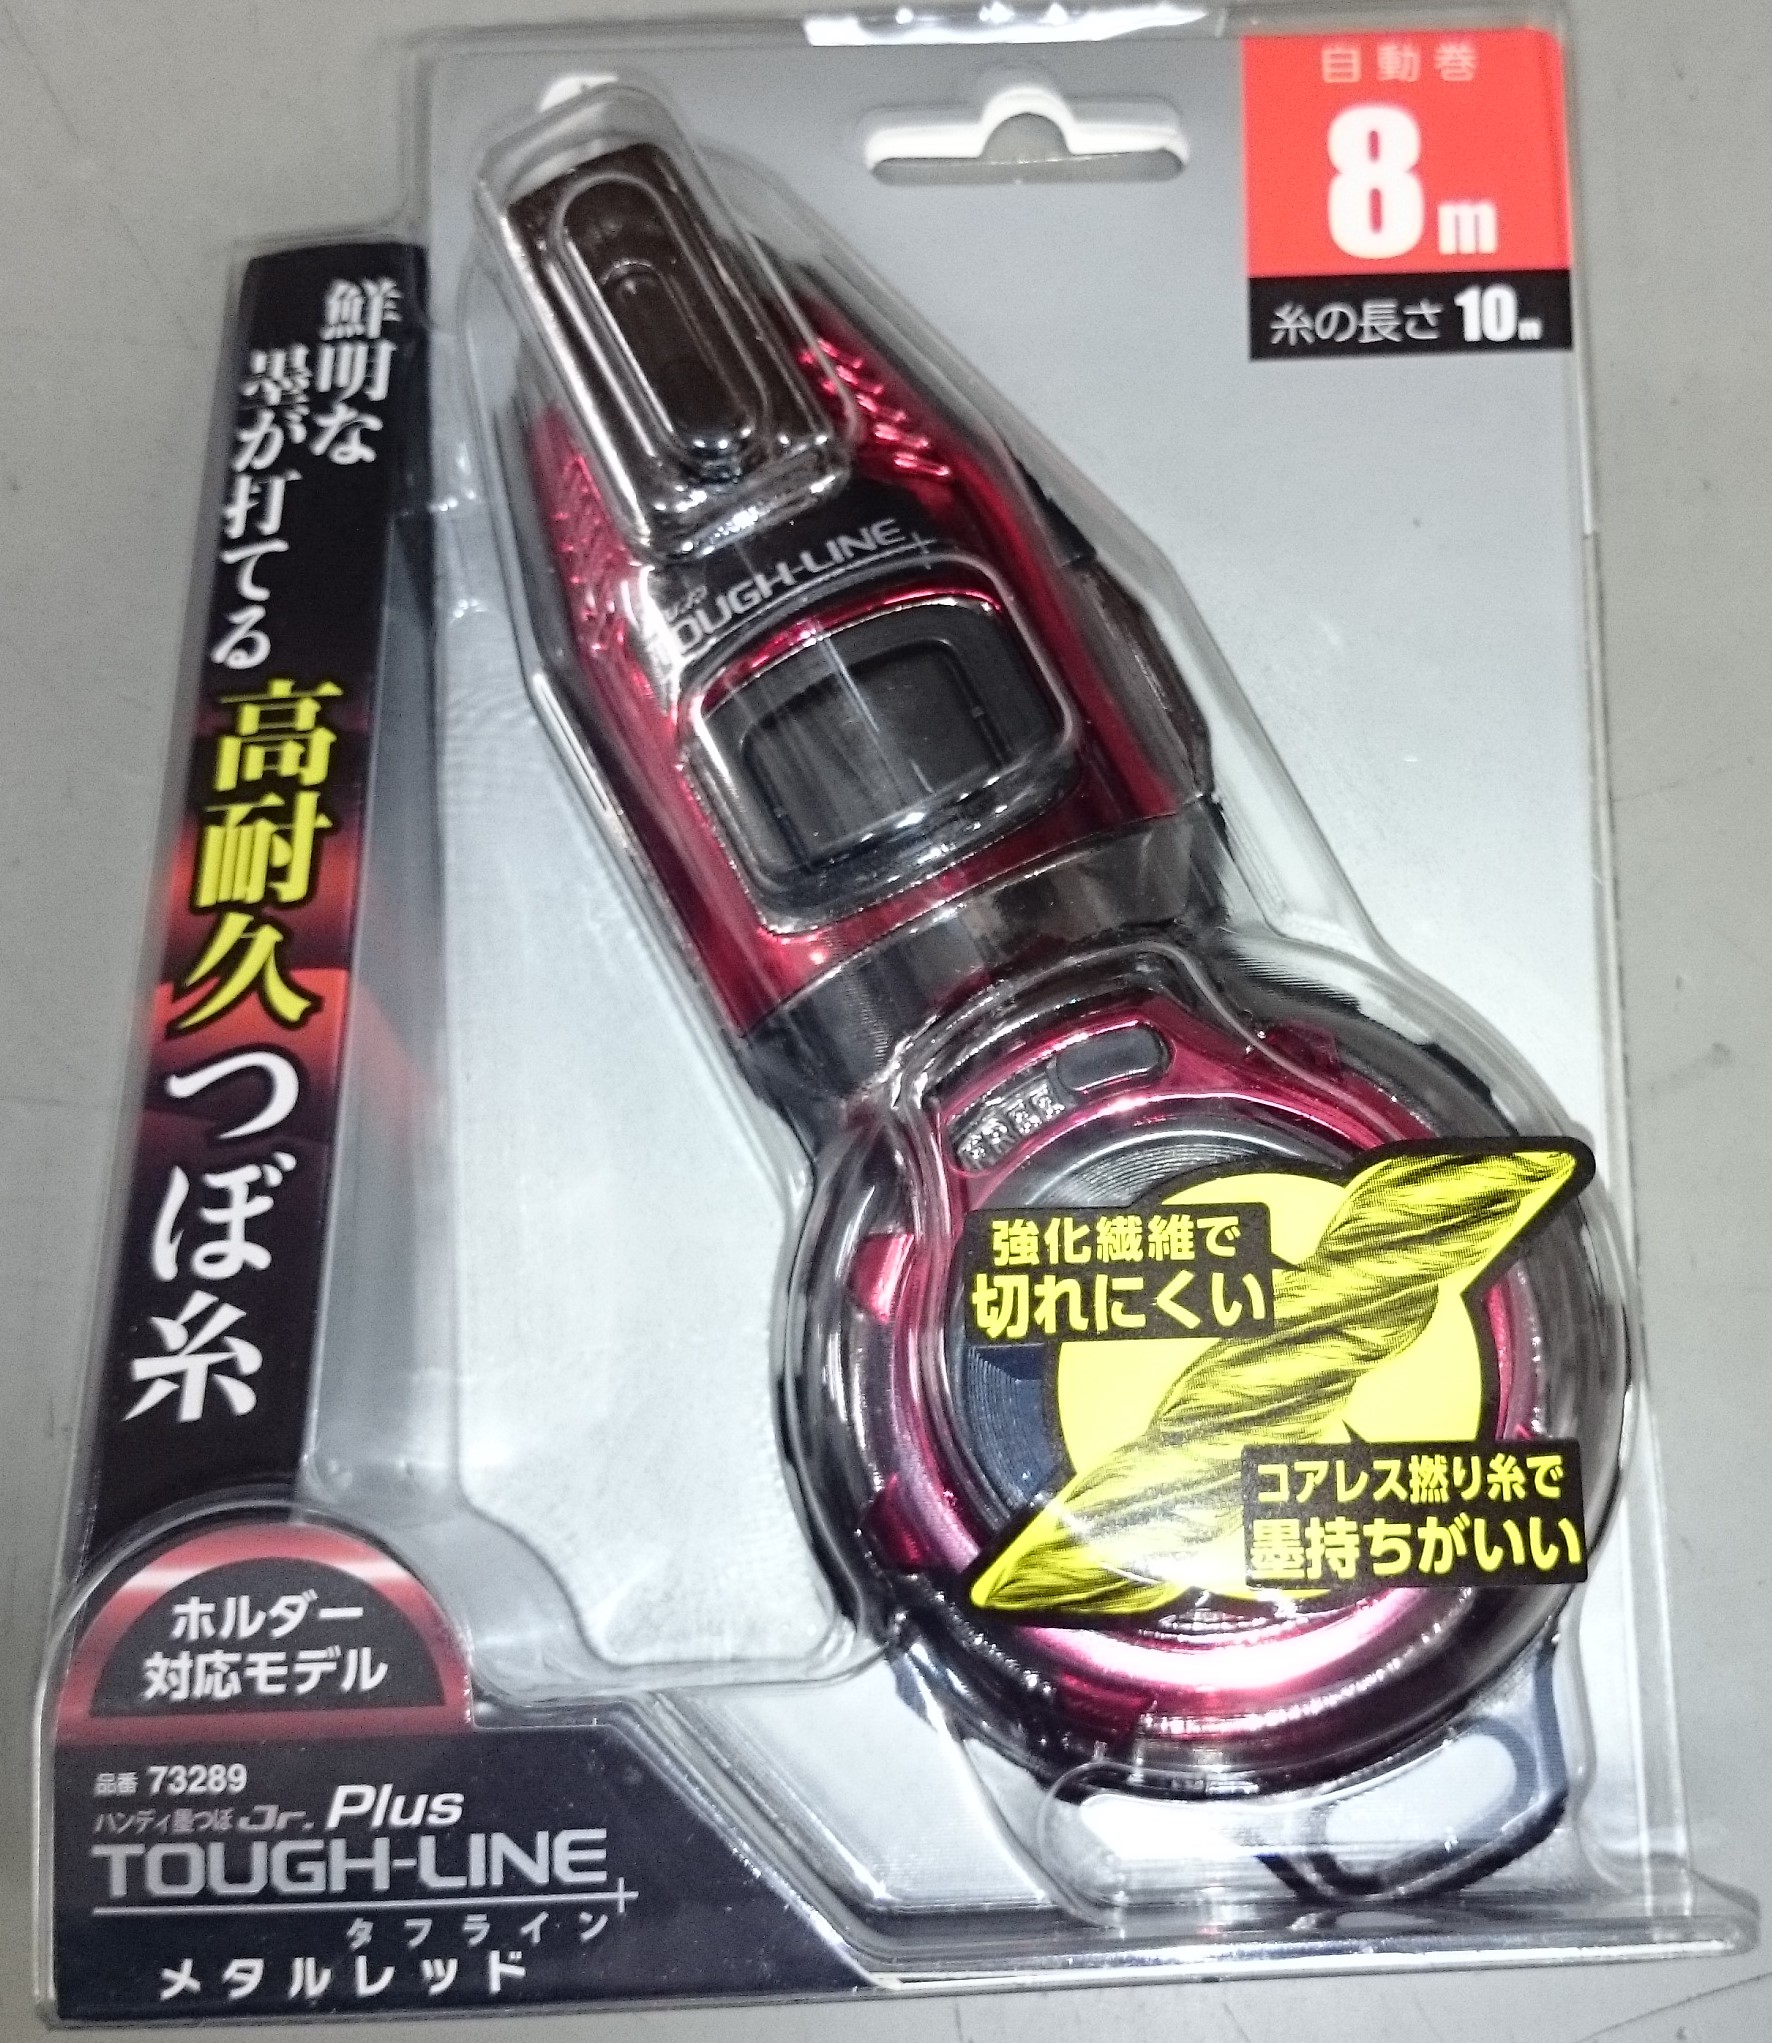 自動巻
8m
糸の長さ 10m
鮮明な
墨が打てる
高耐久つぼ糸
TOUGH-LINE
FREE
強化繊維で
切れにくい
コアレス撚り糸で
墨持ちがいい
ホルダー
対応モデル
品番 73289
ハンディ墨つぼ Jr. Plus
TOUGH-LINE
タフライン
メタルレッド